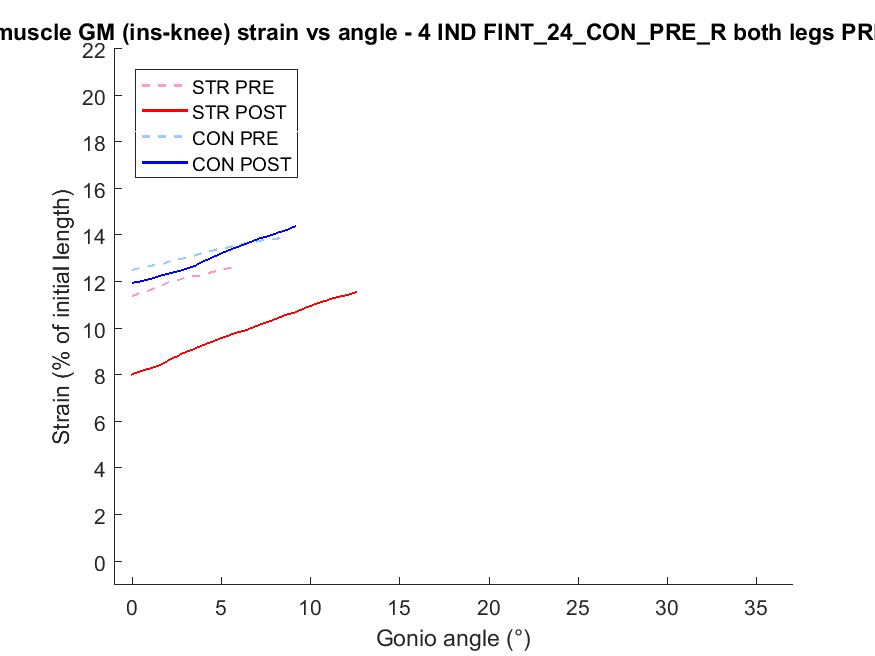 muscle GM (ins-knee) strain vs angle - 4 IND FINT_24_CON_PRE_R both legs PRE
22
20
18
16
14
12
10
8
6
4
2
0
STR PRE
STR POST
CON PRE
CON POST
Strain (% of initial length)
0 5 10 15 20 25 30 35
Gonio angle (°)